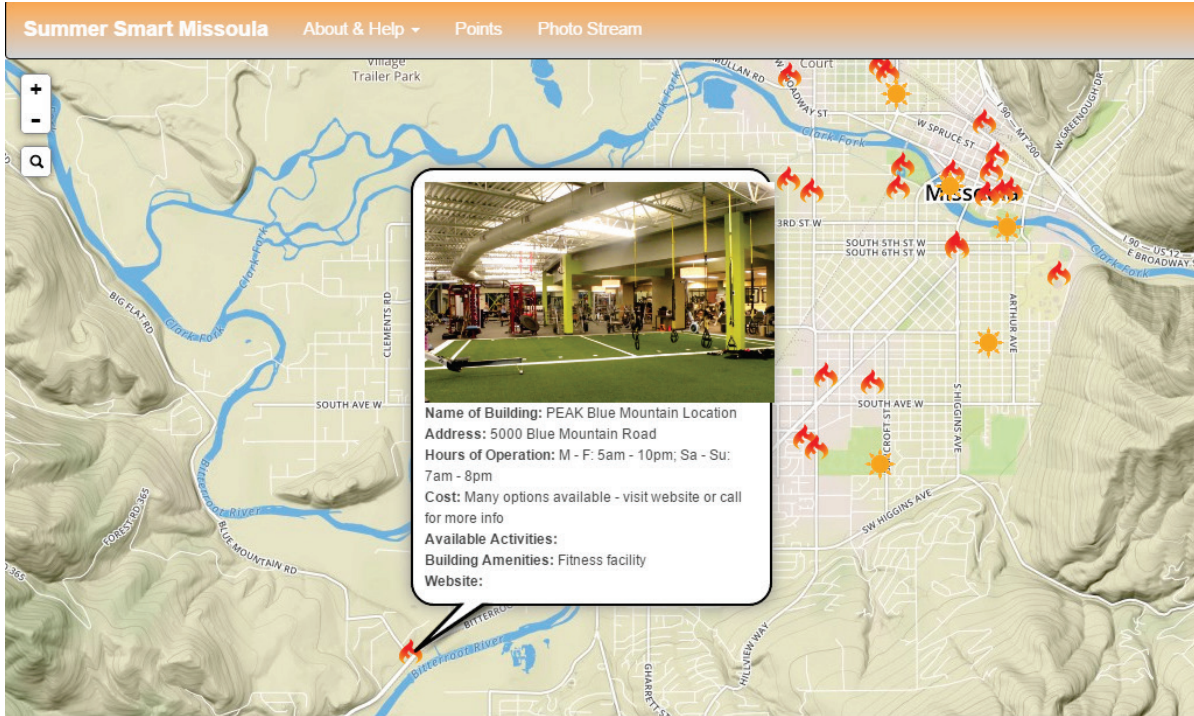 Summer Smart Missoula About & Help Points Photo Stream
Village
Trailer Park
Court
MULLAN RD
W BROADWAY ST
W SPRUCE ST
I 90 — MT 200
W GREENOUGH DR
Clark Fork
+
-
Clark Fork
Missoula
3RD ST W
SOUTH 5TH ST W
SOUTH 6TH ST W
I 90 — US 12
E BROADWAY
Clark Fork
BIG FLAT RD
Clark Fork
Clark Fork
CLEMENTS RD
ARTHUR AVE
SOUTH AVE W
SOUTH AVE W
S HIGGINS AVE
Name of Building: PEAK Blue Mountain Location
Address: 5000 Blue Mountain Road
Hours of Operation: M - F: 5am - 10pm; Sa - Su:
7am - 8pm
Cost: Many options available - visit website or call
for more info
Available Activities:
Building Amenities: Fitness facility
Website:
Bitterroot River
FOREST RD 365
365
BLUE MOUNTAIN RD
SW HIGGINS AVE
Bitterroot River
HILLVIEW WAY
GHARRETT ST